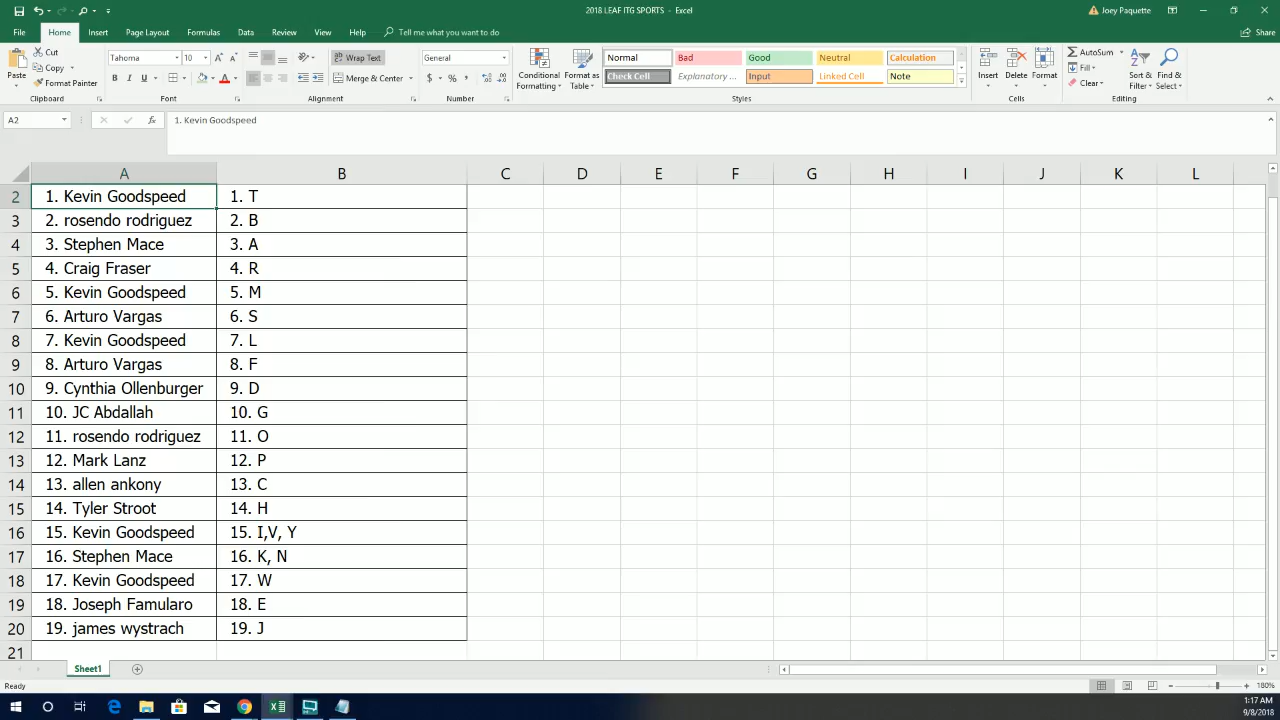 2018 LEAF ITG SPORTS - Excel
Joey Paquette
File Home Insert Page Layout Formulas Data Review View Help Tell me what you want to do Share
Paste Cut Copy Format Painter
Tahoma 10 Wrap Text Merge & Center General
Conditional Formatting Format as Table
Normal Bad Good Neutral Calculation
Check Cell Explanary ... Input Linked Cell Note
Insert Delete Format
AutoSum Fill Clear Sort & Filter Find & Select
Clipboard Font Alignment Number Styles Cells Editing
A2 fx 1. Kevin Goodspeed
A B C D E F G H I J K L
2 1. Kevin Goodspeed 1. T
3 2. rosendo rodriguez 2. B
4 3. Stephen Mace 3. A
5 4. Craig Fraser 4. R
6 5. Kevin Goodspeed 5. M
7 6. Arturo Vargas 6. S
8 7. Kevin Goodspeed 7. L
9 8. Arturo Vargas 8. F
10 9. Cynthia Ollenburger 9. D
11 10. JC Abdallah 10. G
12 11. rosendo rodriguez 11. O
13 12. Mark Lanz 12. P
14 13. allen ankony 13. C
15 14. Tyler Stroot 14. H
16 15. Kevin Goodspeed 15. I,V, Y
17 16. Stephen Mace 16. K, N
18 17. Kevin Goodspeed 17. W
19 18. Joseph Famularo 18. E
20 19. james wystrach 19. J
21
Sheet1
Ready 180%
1:17 AM
9/8/2018